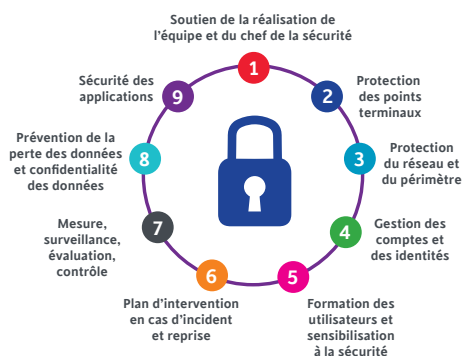 Soutien de la réalisation de
l'équipe et du chef de la sécurité
1
2
Protection
des points
terminaux
3
Protection
du réseau et
du périmètre
4
Gestion des
comptes et
des identités
5
Formation des
utilisateurs et
sensibilisation
à la sécurité
6
Plan d'intervention
en cas d'incident
et reprise
7
Mesure,
surveillance,
évaluation,
contrôle
8
Prévention de la
perte des données
et confidentialité
des données
9
Sécurité des
applications